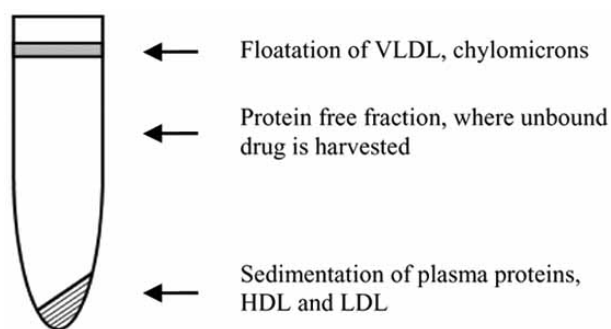 Floatation of VLDL, chylomicrons
Protein free fraction, where unbound
drug is harvested
Sedimentation of plasma proteins,
HDL and LDL